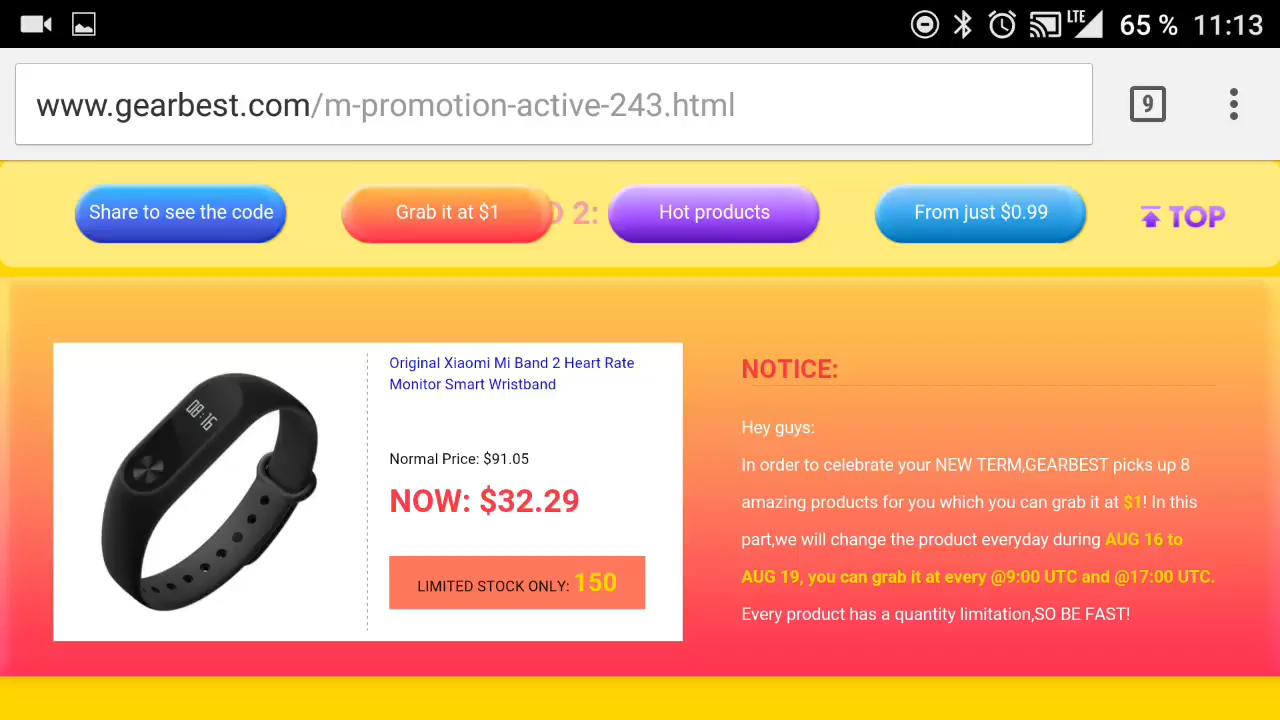 LTE 65 % 11:13
www.gearbest.com/m-promotion-active-243.html 9
Share to see the code
Grab it at $1
2:
Hot products
From just $0.99
TOP
08:16
Original Xiaomi Mi Band 2 Heart Rate
Monitor Smart Wristband
Normal Price: $91.05
NOW: $32.29
LIMITED STOCK ONLY: 150
NOTICE:
Hey guys:
In order to celebrate your NEW TERM,GEARBEST picks up 8
amazing products for you which you can grab it at $1! In this
part,we will change the product everyday during AUG 16 to
AUG 19, you can grab it at every @9:00 UTC and @17:00 UTC.
Every product has a quantity limitation,SO BE FAST!